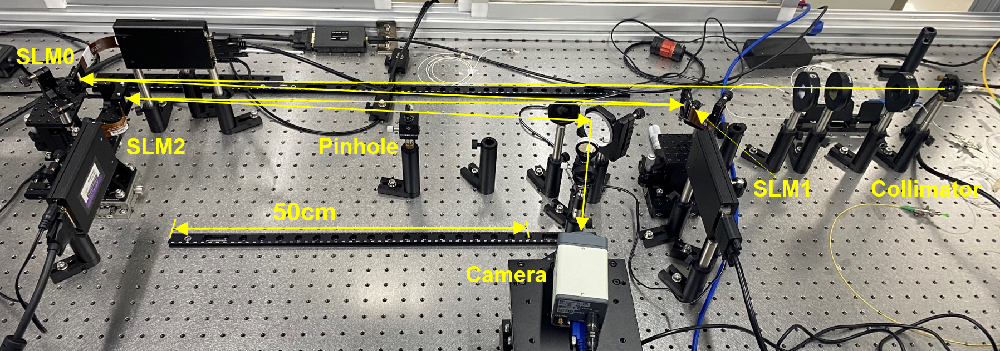 SLM0
SLM2
Pinhole
SLM1
Collimator
50cm
Camera